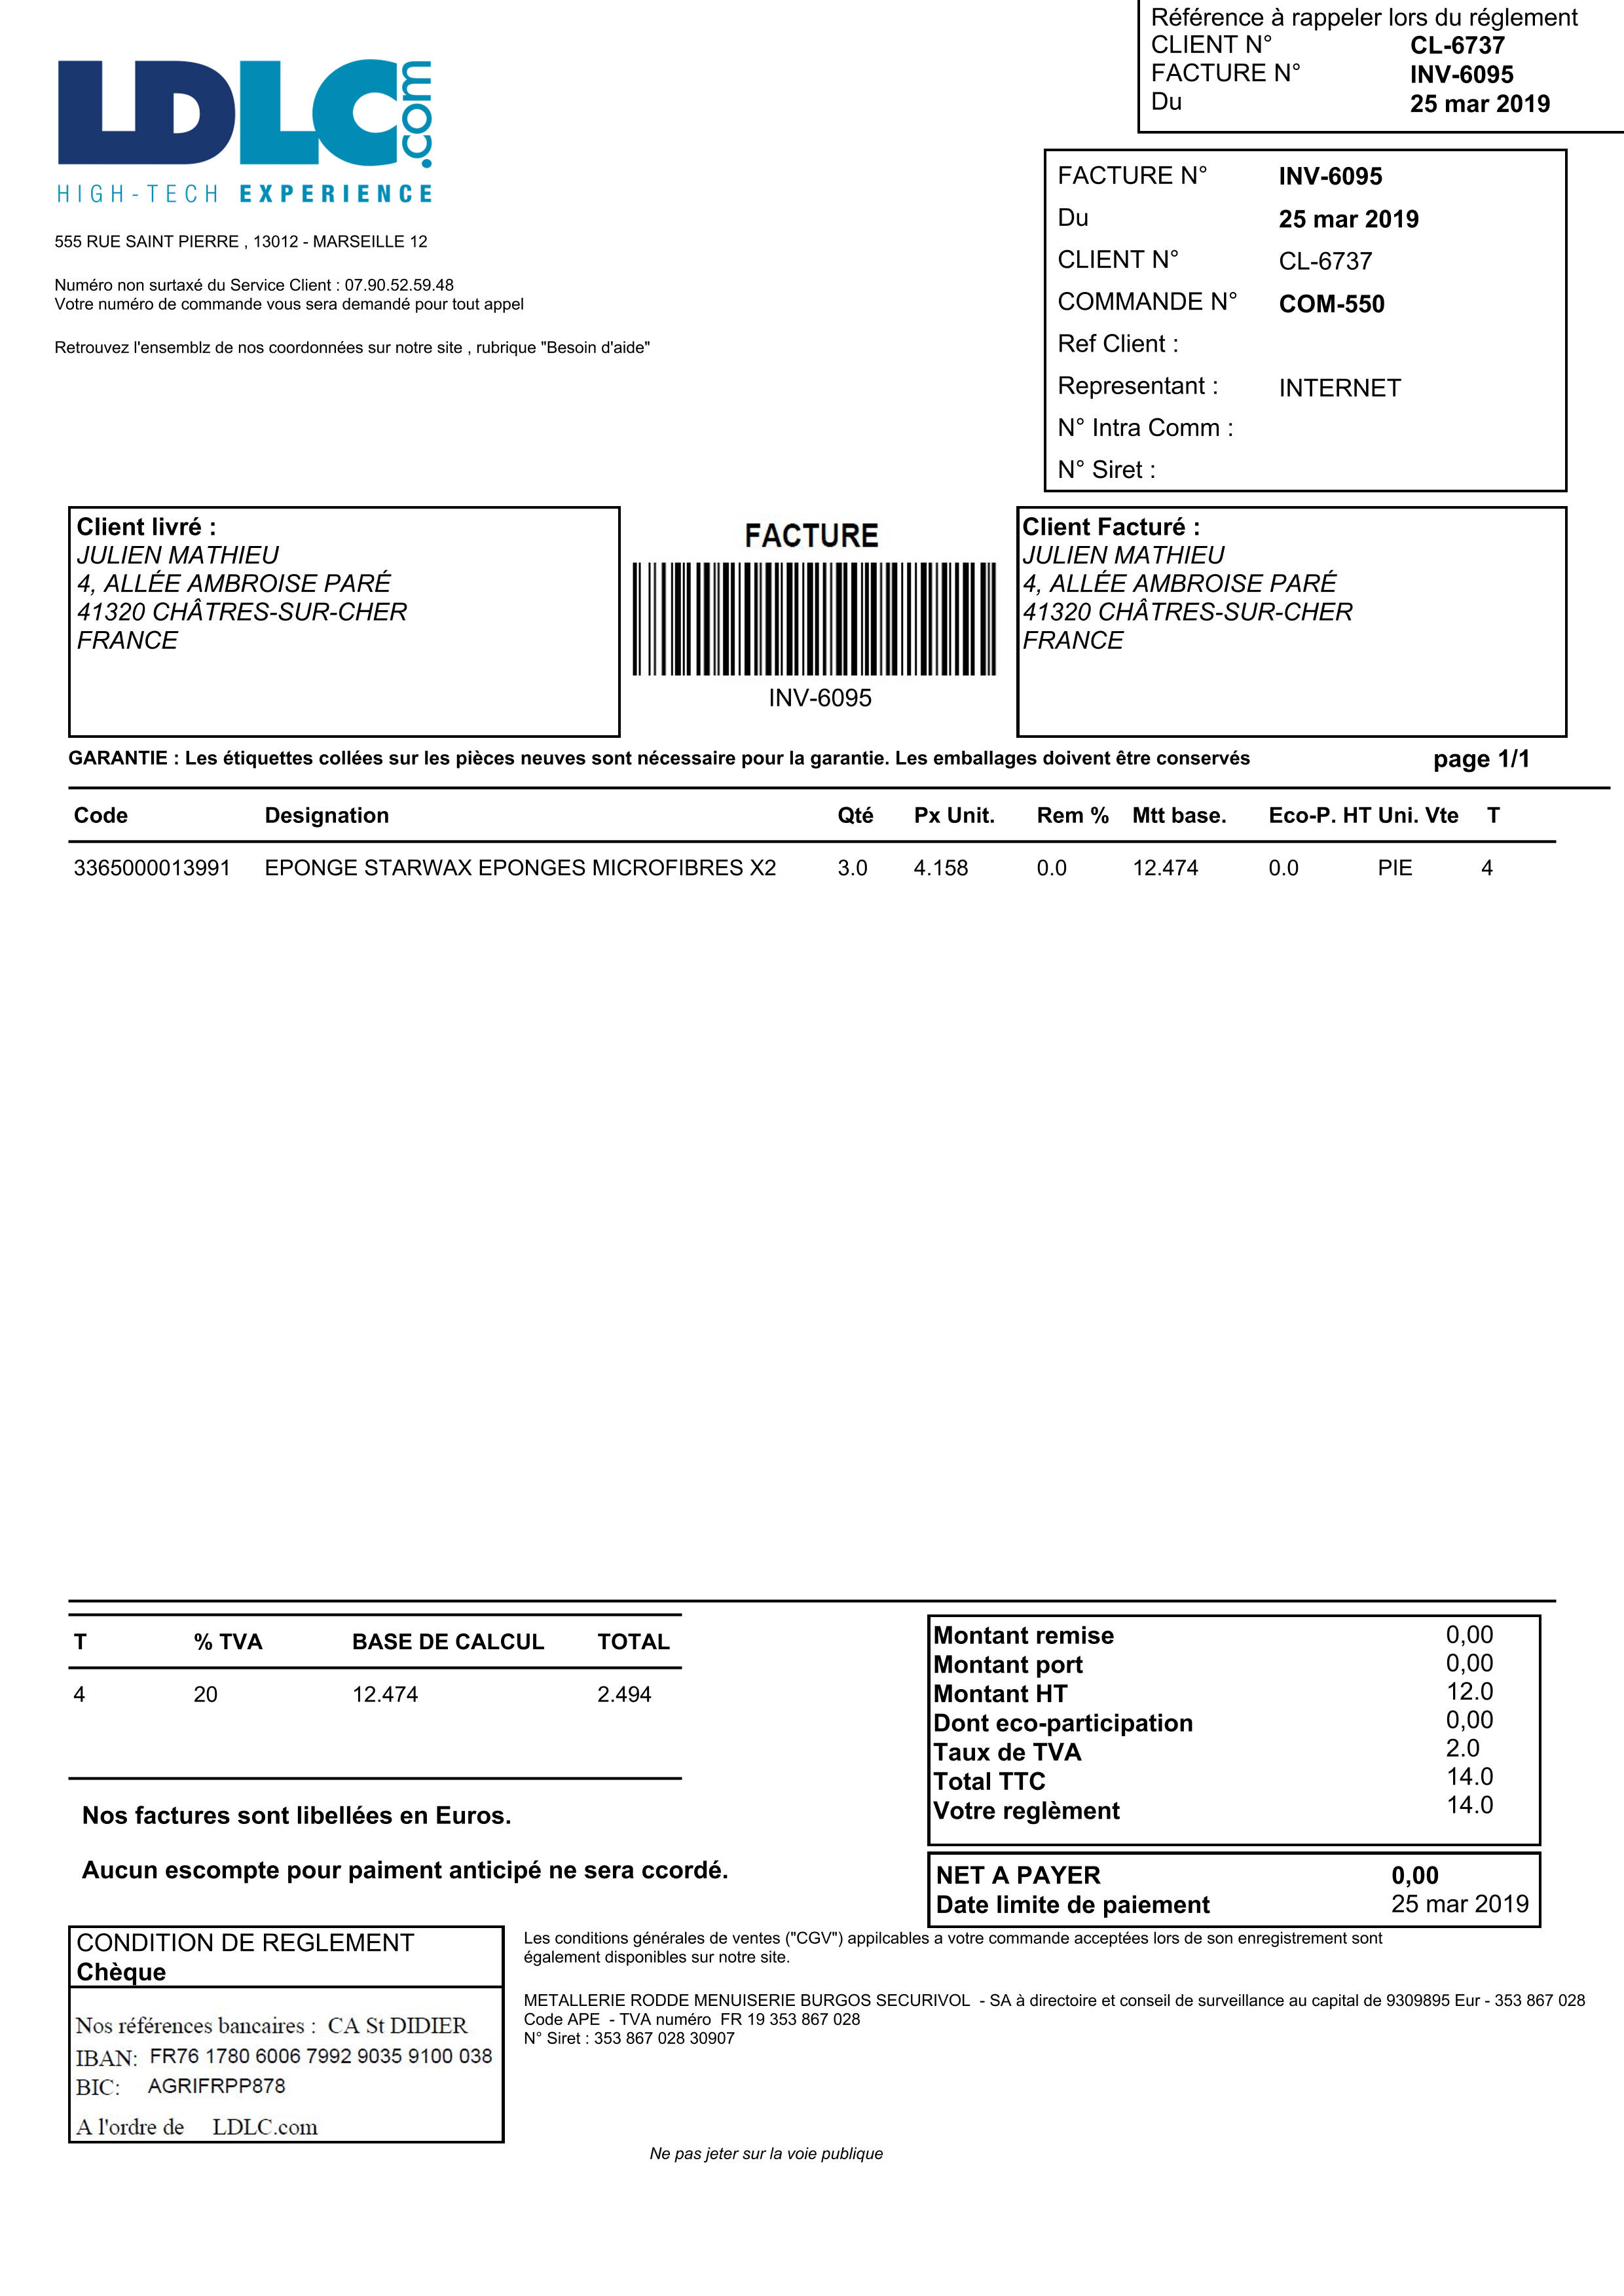 Référence à rappeler lors du réglement
CLIENT N° CL-6737
FACTURE N° INV-6095
Du 25 mar 2019
LDLC.com
HIGH-TECH EXPERIENCE
555 RUE SAINT PIERRE , 13012 - MARSEILLE 12
Numéro non surtaxé du Service Client : 07.90.52.59.48
Votre numéro de commande vous sera demandé pour tout appel
Retrouvez l'ensemblz de nos coordonnées sur notre site , rubrique "Besoin d'aide"
FACTURE N° INV-6095
Du 25 mar 2019
CLIENT N° CL-6737
COMMANDE N° COM-550
Ref Client :
Representant : INTERNET
N° Intra Comm :
N° Siret :
Client livré :
JULIEN MATHIEU
4, ALLÉE AMBROISE PARÉ
41320 CHÂTRES-SUR-CHER
FRANCE
FACTURE
INV-6095
Client Facturé :
JULIEN MATHIEU
4, ALLÉE AMBROISE PARÉ
41320 CHÂTRES-SUR-CHER
FRANCE
GARANTIE : Les étiquettes collées sur les pièces neuves sont nécessaire pour la garantie. Les emballages doivent être conservés page 1/1
Code Designation Qté Px Unit. Rem % Mtt base. Eco-P. HT Uni. Vte T
3365000013991 EPONGE STARWAX EPONGES MICROFIBRES X2 3.0 4.158 0.0 12.474 0.0 PIE 4
T % TVA BASE DE CALCUL TOTAL
4 20 12.474 2.494
Nos factures sont libellées en Euros.
Aucun escompte pour paiment anticipé ne sera ccordé.
Montant remise 0,00
Montant port 0,00
Montant HT 12.0
Dont eco-participation 0,00
Taux de TVA 2.0
Total TTC 14.0
Votre reglèment 14.0
NET A PAYER 0,00
Date limite de paiement 25 mar 2019
CONDITION DE REGLEMENT
Chèque
Nos références bancaires : CA St DIDIER
IBAN: FR76 1780 6006 7992 9035 9100 038
BIC: AGRIFRPP878
A l'ordre de LDLC.com
Les conditions générales de ventes ("CGV") appilcables a votre commande acceptées lors de son enregistrement sont
également disponibles sur notre site.
METALLERIE RODDE MENUISERIE BURGOS SECURIVOL - SA à directoire et conseil de surveillance au capital de 9309895 Eur - 353 867 028
Code APE - TVA numéro FR 19 353 867 028
N° Siret : 353 867 028 30907
Ne pas jeter sur la voie publique